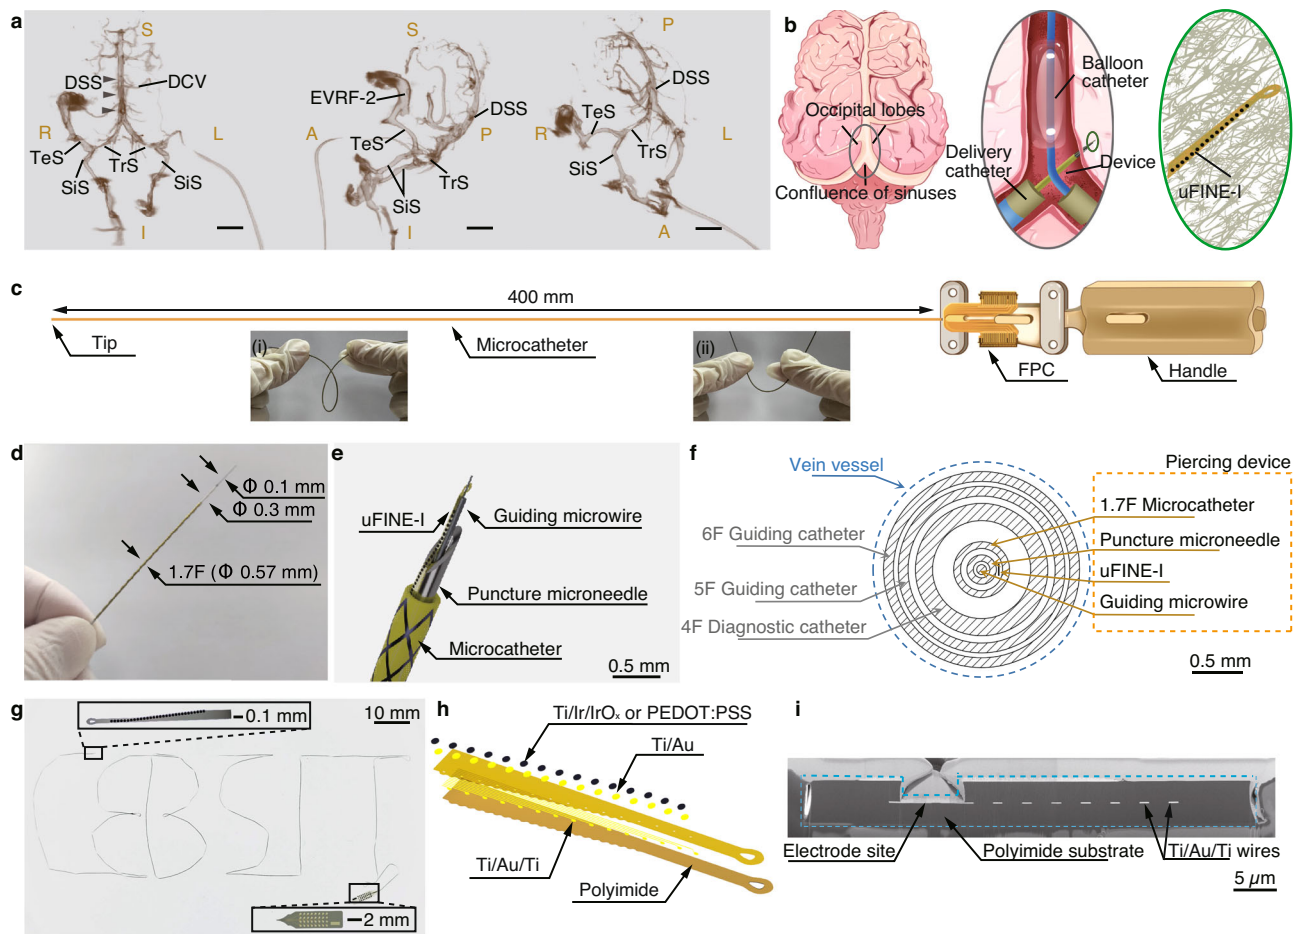 a
S
DSS
DCV
R
L
TeS
TrS
SiS
SiS
I
S
EVRF-2
DSS
A
TeS
P
TrS
SiS
I
P
DSS
TeS
R
L
TrS
A
b
Occipital lobes
Confluence of sinuses
Balloon
catheter
Delivery
catheter
Device
uFINE-I
c
400 mm
Tip
(i)
Microcatheter
(ii)
FPC
Handle
d
Φ 0.1 mm
Φ 0.3 mm
1.7F (Φ 0.57 mm)
e
uFINE-I
Guiding microwire
Puncture microneedle
Microcatheter
0.5 mm
f
Vein vessel
Piercing device
6F Guiding catheter
5F Guiding catheter
4F Diagnostic catheter
1.7F Microcatheter
Puncture microneedle
uFINE-I
Guiding microwire
0.5 mm
g
0.1 mm
10 mm
CBSIT
2 mm
h
Ti/Ir/IrOₓ or PEDOT:PSS
Ti/Au
Ti/Au/Ti
Polyimide
i
Electrode site
Polyimide substrate
Ti/Au/Ti wires
5 µm